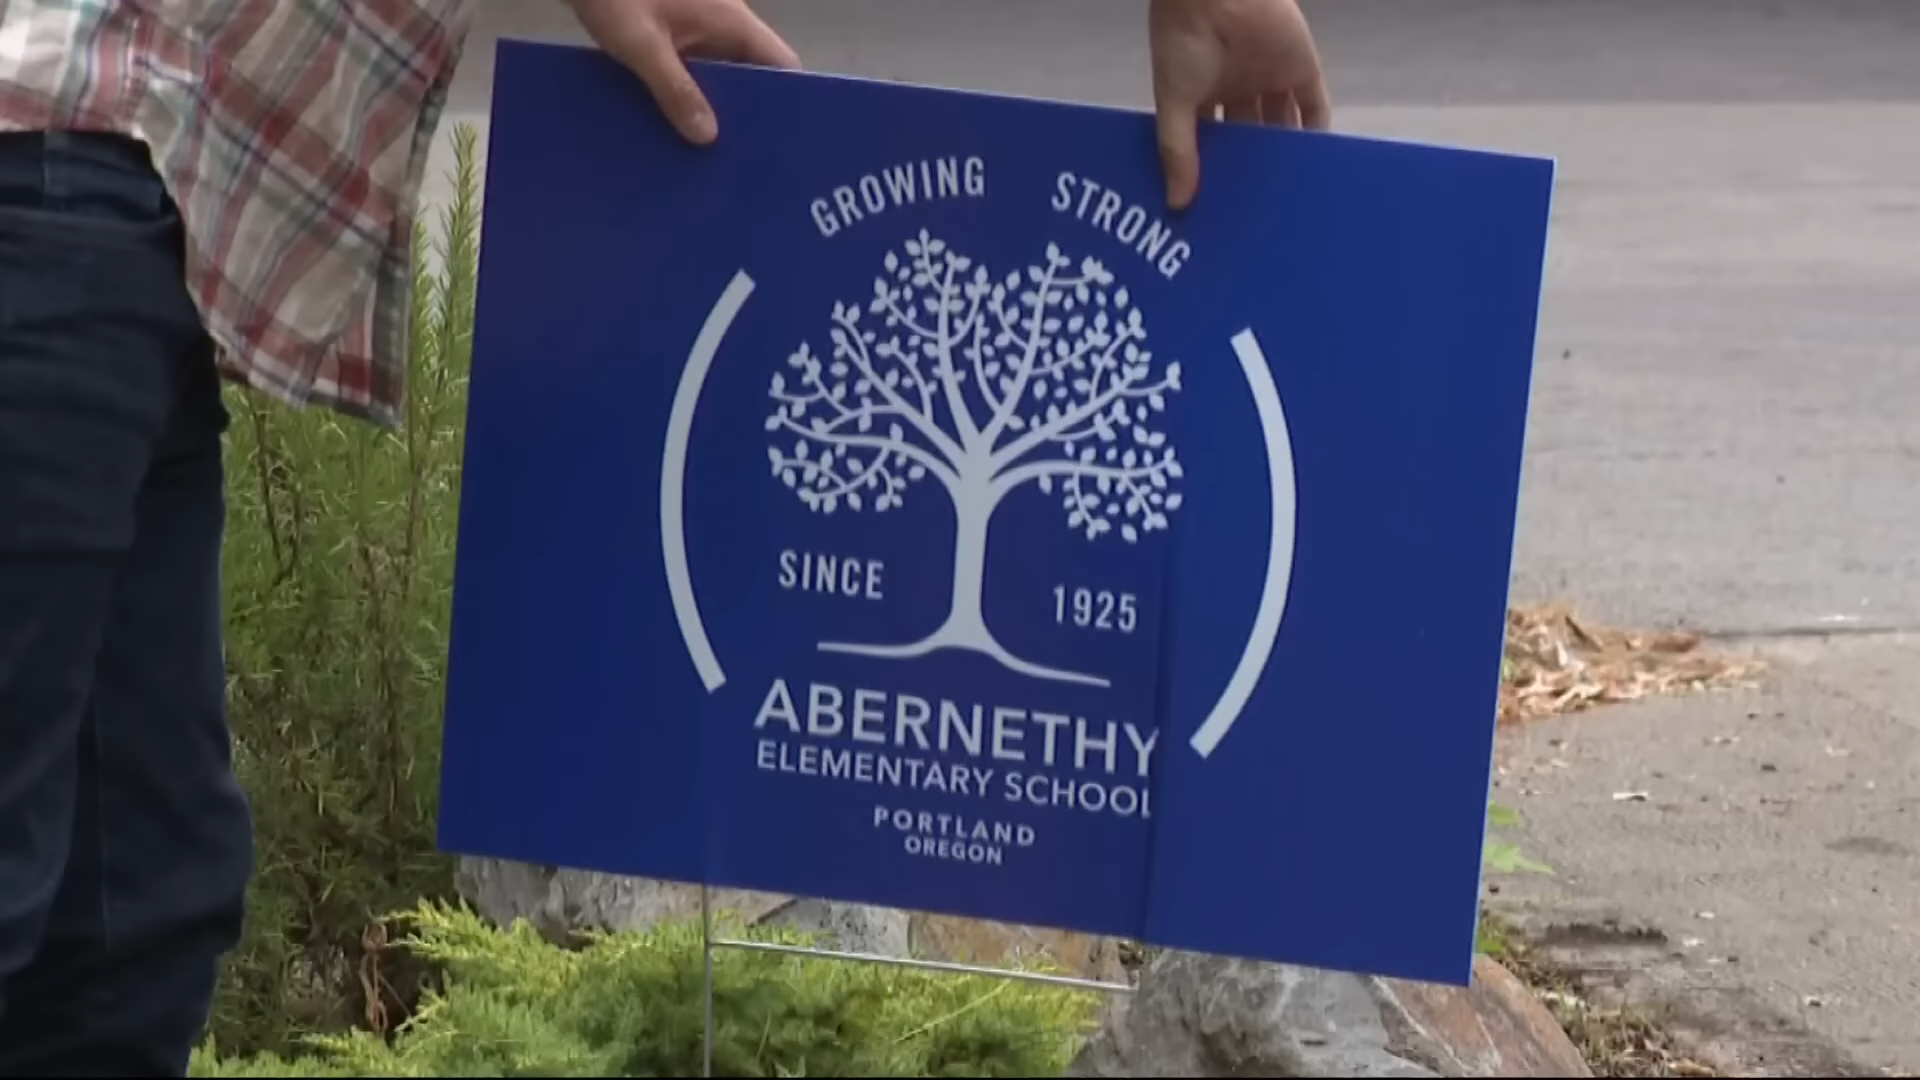 GROWING STRONG
SINCE 1925
ABERNETHY
ELEMENTARY SCHOOL
PORTLAND
OREGON